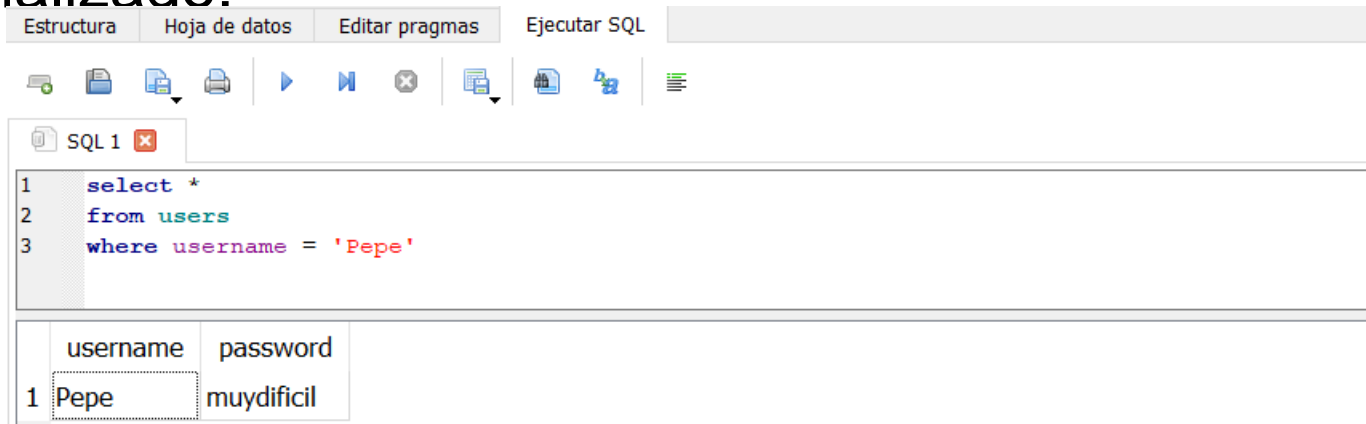 Estructura Hoja de datos Editar pragmas Ejecutar SQL
SQL 1
1 select *
2 from users
3 where username = 'Pepe'
username password
1 Pepe muydificil